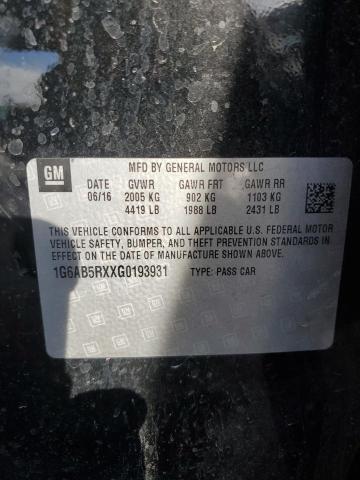 GM
MFD BY GENERAL MOTORS LLC
DATE GVWR GAWR FRT GAWR RR
06/16 2005 KG 902 KG 1103 KG
4419 LB 1988 LB 2431 LB
THIS VEHICLE CONFORMS TO ALL APPLICABLE U.S. FEDERAL
VEHICLE SAFETY, BUMPER, AND THEFT PREVENTION STANDARDS
IN EFFECT ON THE DATE OF MANUFACTURE SHOWN ABOVE.
1G6AB5RXXG0193931 TYPE: PASS CAR